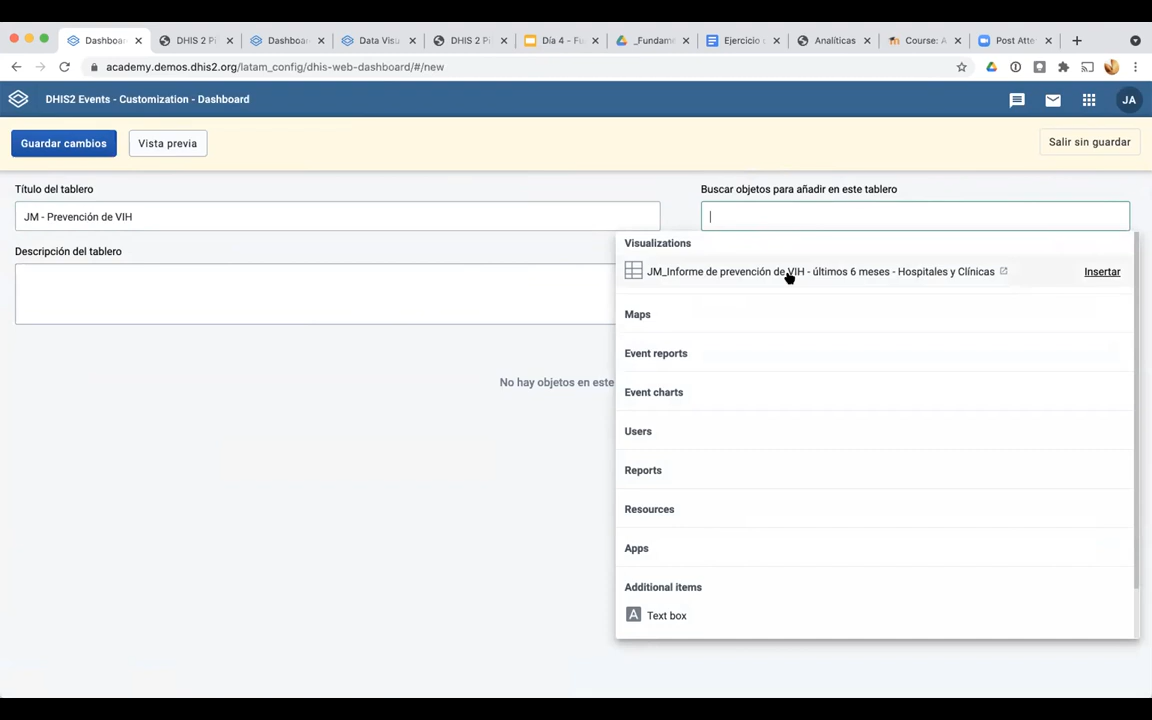 Dashboar
DHIS 2 Pi
Dashboa
Data Visu
DHIS 2 Pi
Día 4 – Fu
_Fundame
Ejercicio
Analíticas
Course: A
Post Atte
academy.demos.dhis2.org/latam_config/dhis-web-dashboard/#/new
DHIS2 Events - Customization - Dashboard
JA
Guardar cambios
Vista previa
Salir sin guardar
Título del tablero
Buscar objetos para añadir en este tablero
JM - Prevención de VIH
Descripción del tablero
Visualizations
JM_Informe de prevención de VIH - últimos 6 meses - Hospitales y Clínicas
Insertar
Maps
Event reports
No hay objetos en este
Event charts
Users
Reports
Resources
Apps
Additional items
A Text box